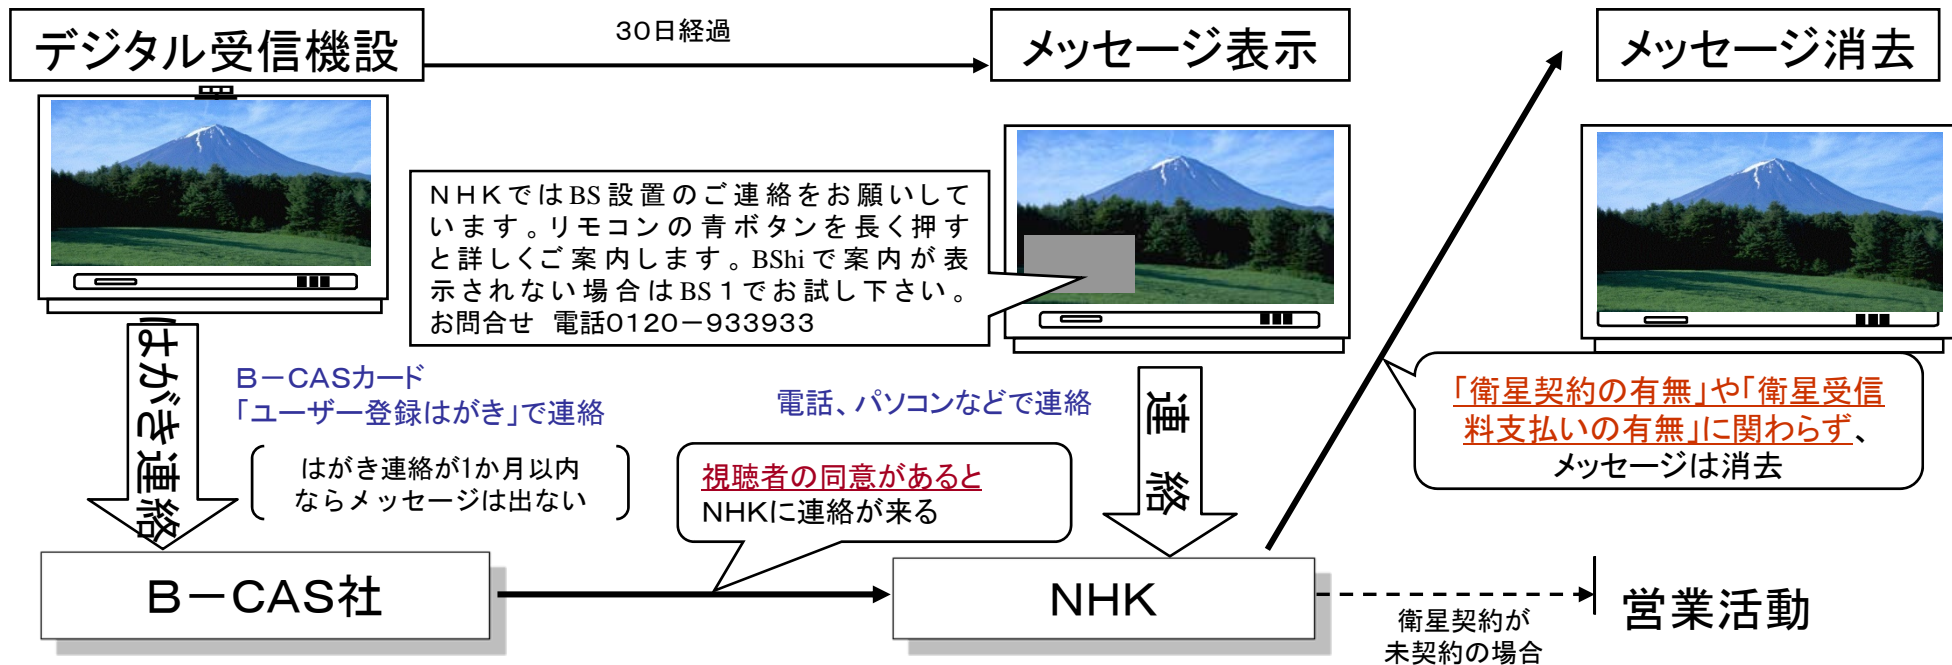 デジタル受信機設
30日経過
メッセージ表示
メッセージ消去
NHKではBS設置のご連絡をお願いして
います。リモコンの青ボタンを長く押す
と詳しくご案内します。BShiで案内が表
示されない場合はBS1でお試し下さい。
お問合せ　電話0120－933933
はがき連絡
B－CASカード
「ユーザー登録はがき」で連絡
はがき連絡が1か月以内
ならメッセージは出ない
電話、パソコンなどで連絡
連絡
視聴者の同意があると
NHKに連絡が来る
「衛星契約の有無」や「衛星受信
料支払いの有無」に関わらず、
メッセージは消去
B－CAS社
NHK
衛星契約が
未契約の場合
営業活動